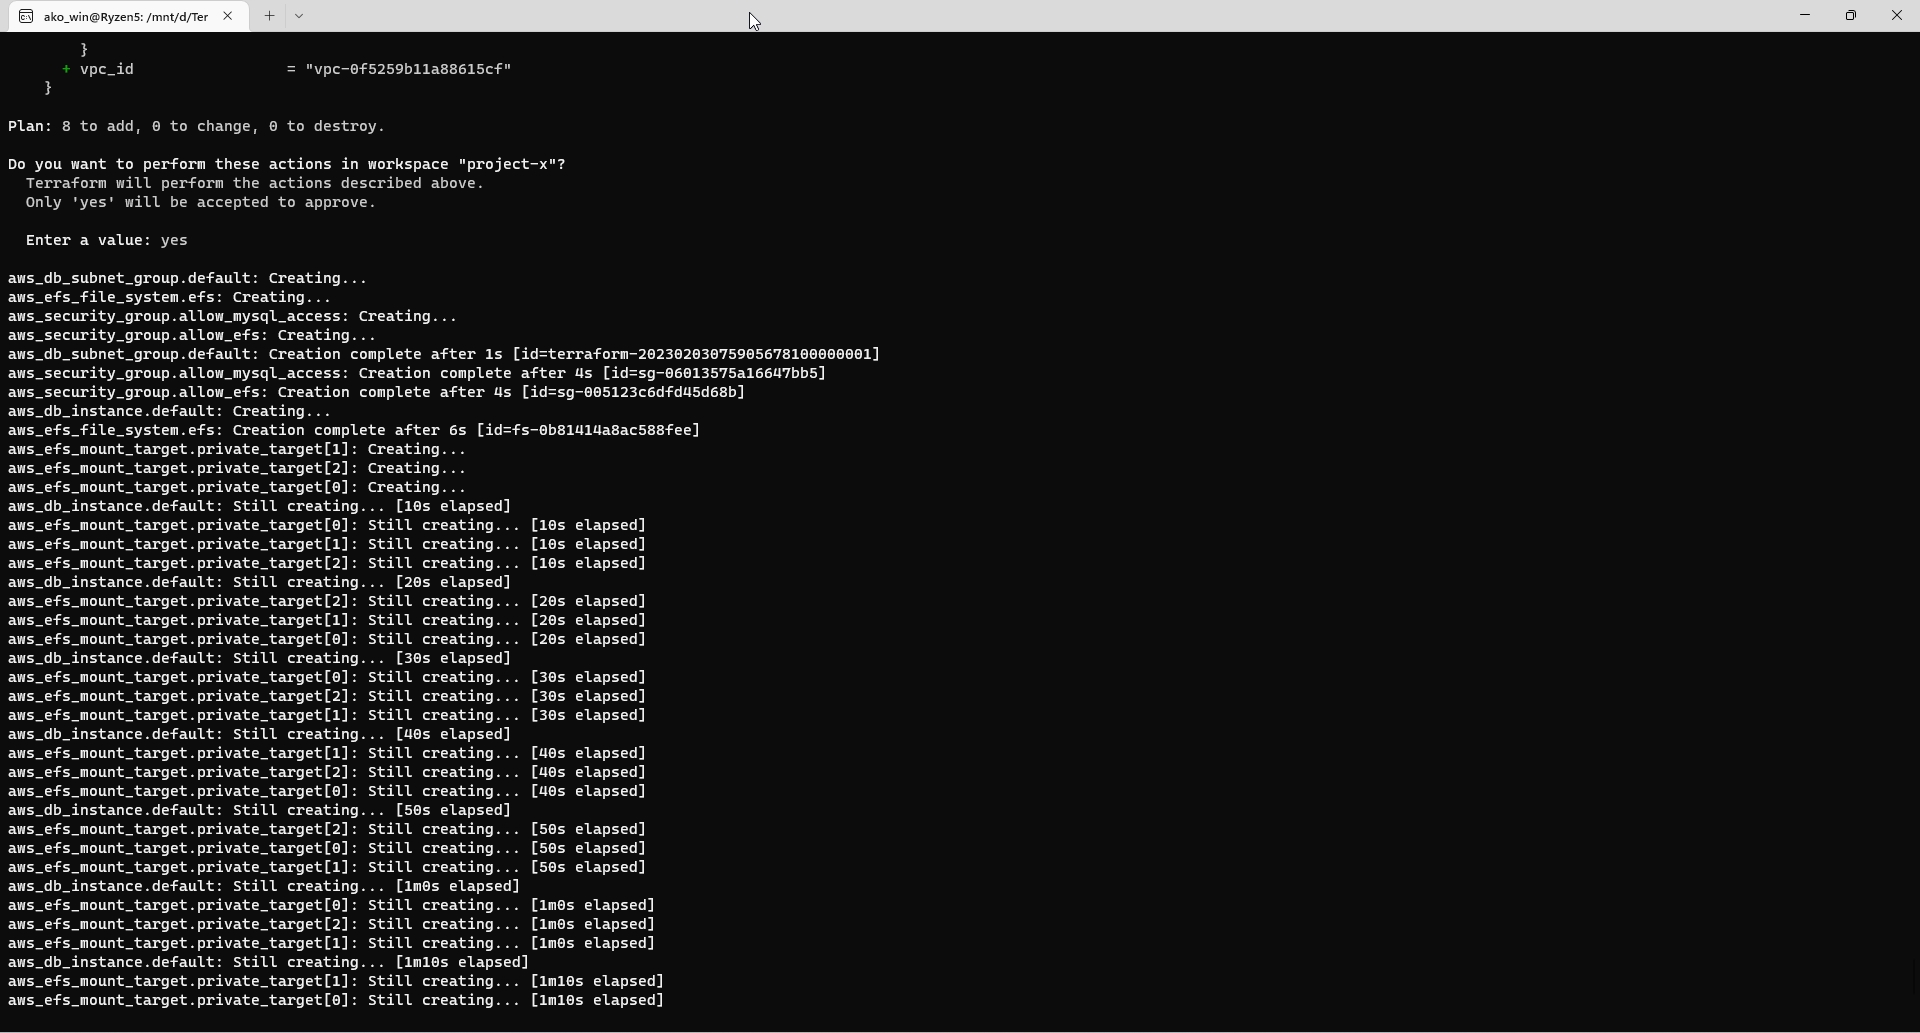 ako_win@Ryzen5: /mnt/d/Ter
}
+ vpc_id = "vpc-0f5259b11a88615cf"
}
Plan: 8 to add, 0 to change, 0 to destroy.
Do you want to perform these actions in workspace "project-x"?
Terraform will perform the actions described above.
Only 'yes' will be accepted to approve.
Enter a value: yes
aws_db_subnet_group.default: Creating...
aws_efs_file_system.efs: Creating...
aws_security_group.allow_mysql_access: Creating...
aws_security_group.allow_efs: Creating...
aws_db_subnet_group.default: Creation complete after 1s [id=terraform-20230203075905678100000001]
aws_security_group.allow_mysql_access: Creation complete after 4s [id=sg-06013575a16647bb5]
aws_security_group.allow_efs: Creation complete after 4s [id=sg-005123c6dfd45d68b]
aws_db_instance.default: Creating...
aws_efs_file_system.efs: Creation complete after 6s [id=fs-0b81414a8ac588fee]
aws_efs_mount_target.private_target[1]: Creating...
aws_efs_mount_target.private_target[2]: Creating...
aws_efs_mount_target.private_target[0]: Creating...
aws_db_instance.default: Still creating... [10s elapsed]
aws_efs_mount_target.private_target[0]: Still creating... [10s elapsed]
aws_efs_mount_target.private_target[1]: Still creating... [10s elapsed]
aws_efs_mount_target.private_target[2]: Still creating... [10s elapsed]
aws_db_instance.default: Still creating... [20s elapsed]
aws_efs_mount_target.private_target[2]: Still creating... [20s elapsed]
aws_efs_mount_target.private_target[1]: Still creating... [20s elapsed]
aws_efs_mount_target.private_target[0]: Still creating... [20s elapsed]
aws_db_instance.default: Still creating... [30s elapsed]
aws_efs_mount_target.private_target[0]: Still creating... [30s elapsed]
aws_efs_mount_target.private_target[2]: Still creating... [30s elapsed]
aws_efs_mount_target.private_target[1]: Still creating... [30s elapsed]
aws_db_instance.default: Still creating... [40s elapsed]
aws_efs_mount_target.private_target[1]: Still creating... [40s elapsed]
aws_efs_mount_target.private_target[2]: Still creating... [40s elapsed]
aws_efs_mount_target.private_target[0]: Still creating... [40s elapsed]
aws_db_instance.default: Still creating... [50s elapsed]
aws_efs_mount_target.private_target[2]: Still creating... [50s elapsed]
aws_efs_mount_target.private_target[0]: Still creating... [50s elapsed]
aws_efs_mount_target.private_target[1]: Still creating... [50s elapsed]
aws_db_instance.default: Still creating... [1m0s elapsed]
aws_efs_mount_target.private_target[0]: Still creating... [1m0s elapsed]
aws_efs_mount_target.private_target[2]: Still creating... [1m0s elapsed]
aws_efs_mount_target.private_target[1]: Still creating... [1m0s elapsed]
aws_db_instance.default: Still creating... [1m10s elapsed]
aws_efs_mount_target.private_target[1]: Still creating... [1m10s elapsed]
aws_efs_mount_target.private_target[0]: Still creating... [1m10s elapsed]